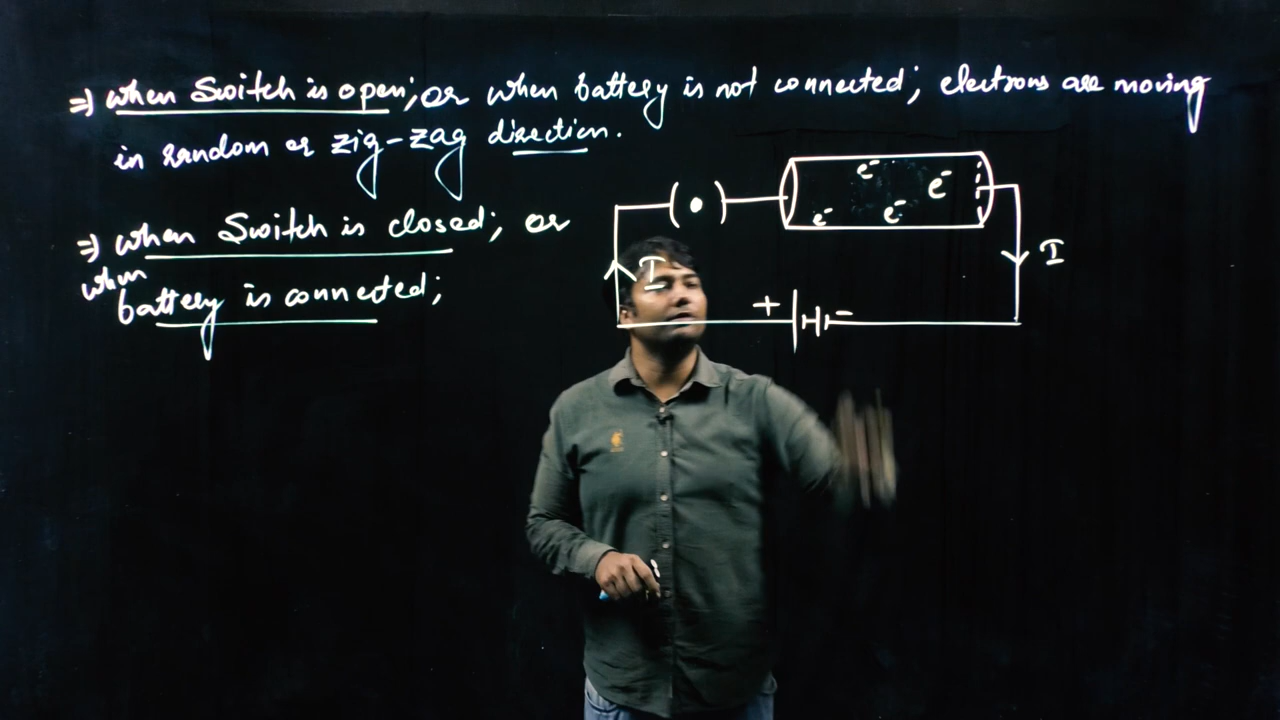 =) when Switch is open; or when battery is not connected; electrons are moving
in random or zig-zag direction.
=) when Switch is closed; or
when
battery is connected;
( • )
e⁻
e⁻
e⁻
e⁻
I
I
+
-